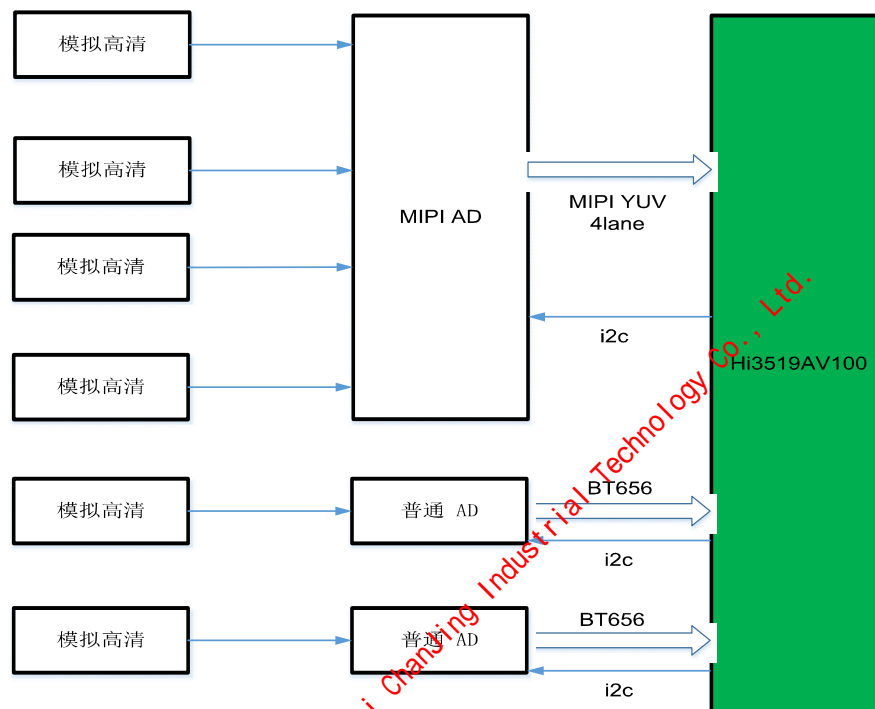 模拟高清
模拟高清
模拟高清
模拟高清
模拟高清
模拟高清
MIPI AD
普通 AD
普通 AD
MIPI YUV
4lane
i2c
BT656
i2c
BT656
i2c
Hi3519AV100
i Chanjing Industrial Technology Co., Ltd.